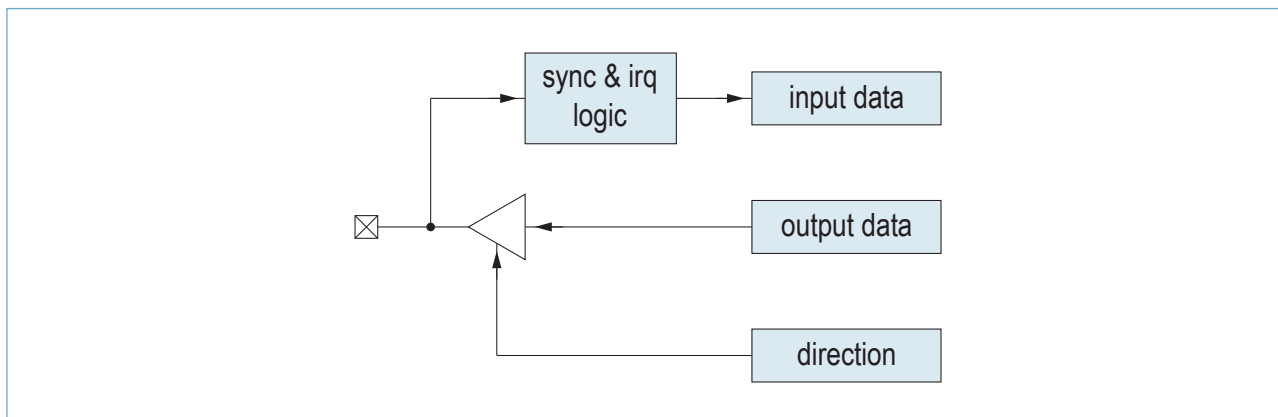 sync & irq
logic
input data
output data
direction